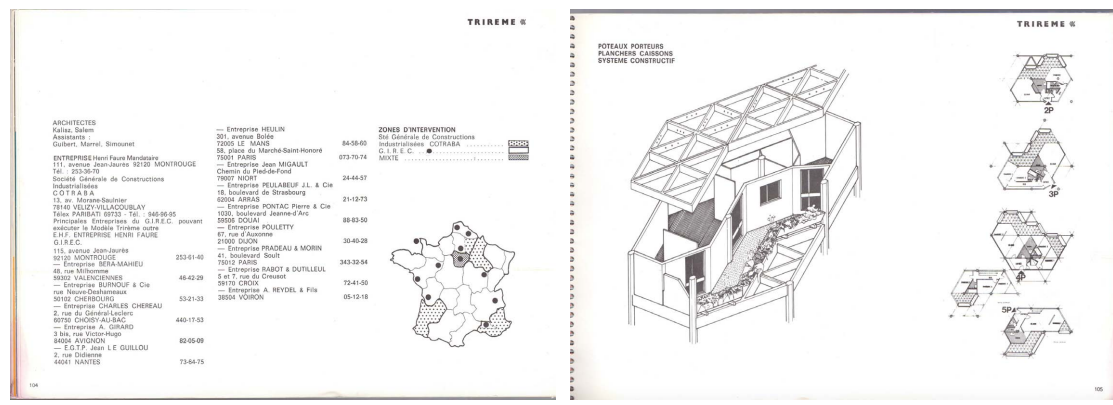 TRIREME
ARCHITECTES
Kalisz, Salem
Assistants :
Guibert, Marrel, Simounet
ENTREPRISE Henri Faure Mandataire
111, avenue Jean-Jaures 92120 MONTROUGE
Tél. : 253-36-70
Société Générale de Constructions
Industrialisées
COTRABA
13, av. Morane-Saulnier
78140 VELIZY-VILLACOUBLAY
Télex PARIBATI 69733 - Tél. : 946-96-95
Principales Entreprises du G.I.R.E.C. pouvant
exécuter le Modèle Trirème outre
E.H.F. ENTREPRISE HENRI FAURE
G.I.R.E.C.
115, avenue Jean-Jaurès
92120 MONTROUGE 253-61-40
— Entreprise BERA-MAHIEU
48, rue Milhomme
59302 VALENCIENNES 46-42-29
— Entreprise BURNOUF & Cie
rue Neuve-Deshameaux
50102 CHERBOURG 53-21-33
— Entreprise CHARLES CHEREAU
2, rue du Général-Leclerc
60750 CHOISY-AU-BAC 440-17-53
— Entreprise A. GIRARD
3 bis, rue Victor-Hugo
84004 AVIGNON 82-05-09
— E.G.T.P. Jean LE GUILLOU
2, rue Didienne
44041 NANTES 73-64-75
— Entreprise HEULIN
301, avenue Bolée
72005 LE MANS 84-58-60
58, place du Marché-Saint-Honoré
75001 PARIS 073-70-74
— Entreprise Jean MIGAULT
Chemin du Pied-de-Fond
79007 NIORT 24-44-57
— Entreprise PEULABEUF J.L. & Cie
18, boulevard de Strasbourg
62004 ARRAS 21-12-73
— Entreprise PONTAC Pierre & Cie
1030, boulevard Jeanne-d'Arc
59506 DOUAI 88-83-50
— Entreprise POULETTY
67, rue d'Auxonne
21000 DIJON 30-40-28
— Entreprise PRADEAU & MORIN
41, boulevard Soult
75012 PARIS 343-32-54
— Entreprise RABOT & DUTILLEUL
5 et 7, rue du Creusot
59170 CROIX 72-41-50
— Entreprise A. REYDEL & Fils
38504 VOIRON 05-12-18
ZONES D'INTERVENTION
Sté Générale de Constructions
Industrialisées COTRABA
G.I.R.E.C.
MIXTE
104
TRIREME
POTEAUX PORTEURS
PLANCHERS CAISSONS
SYSTEME CONSTRUCTIF
2P
3P
4P
5P
105